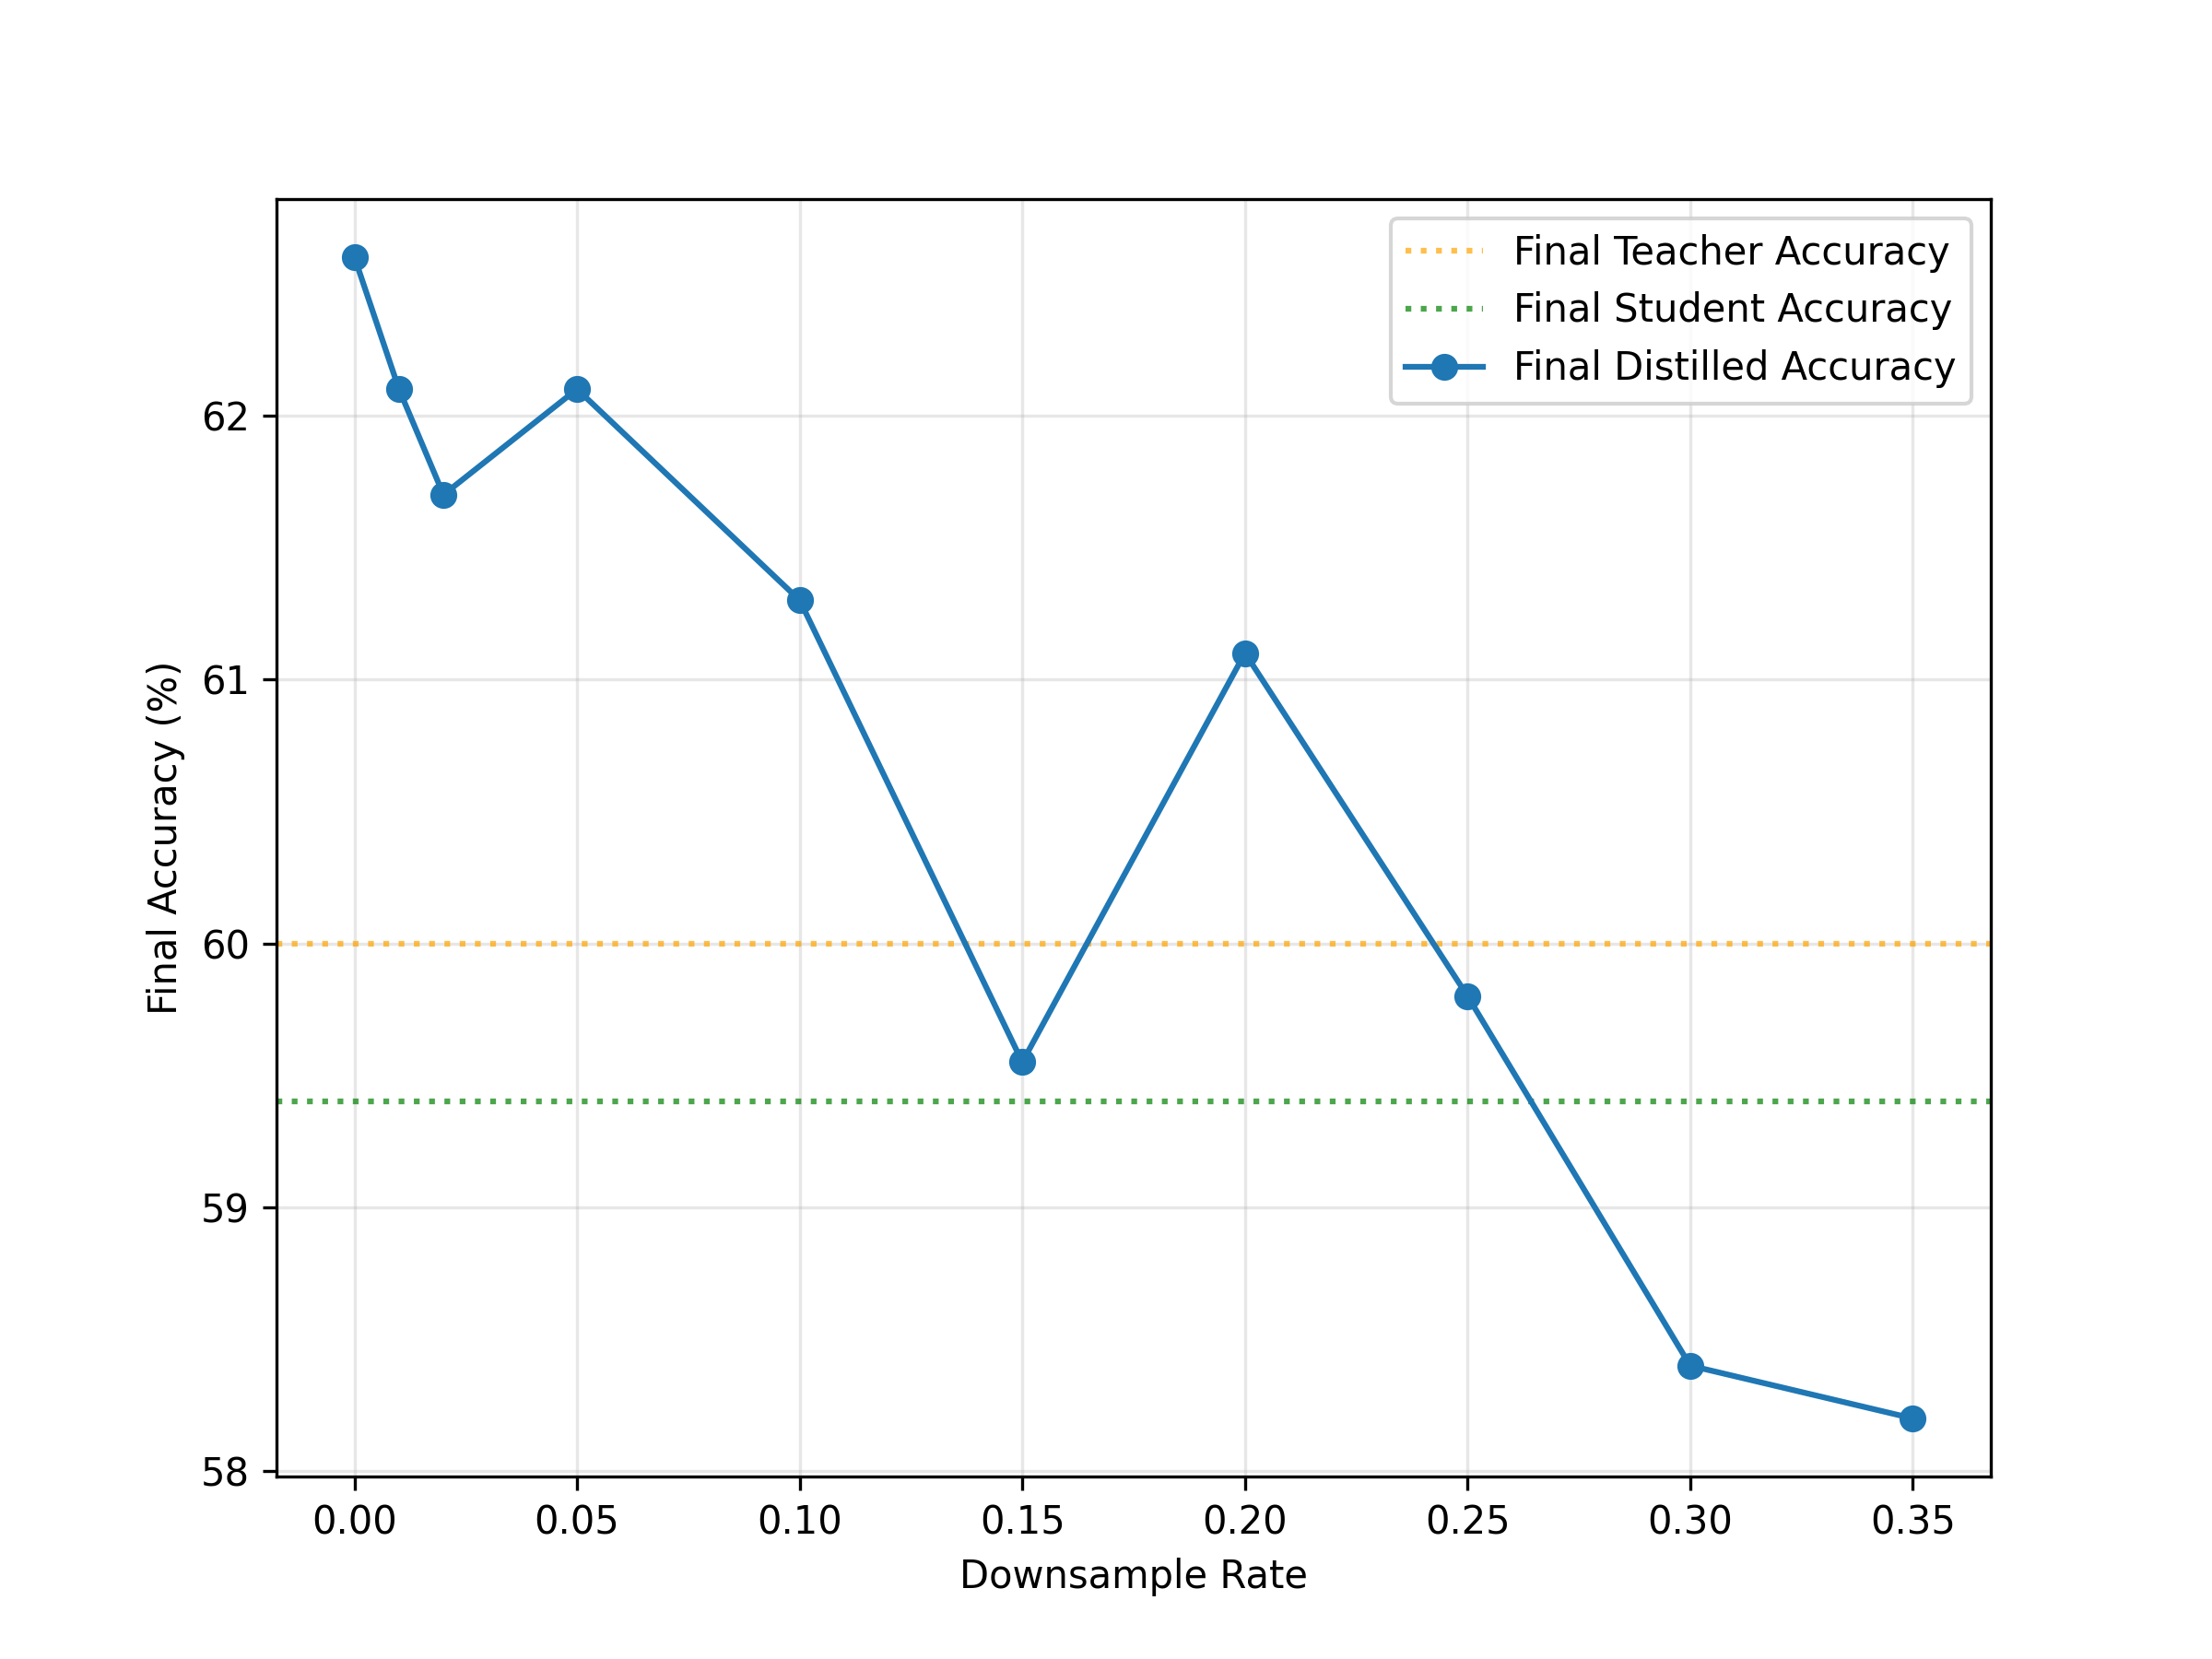 Final Teacher Accuracy
Final Student Accuracy
Final Distilled Accuracy
62
61
60
59
58
Final Accuracy (%)
0.00 0.05 0.10 0.15 0.20 0.25 0.30 0.35
Downsample Rate